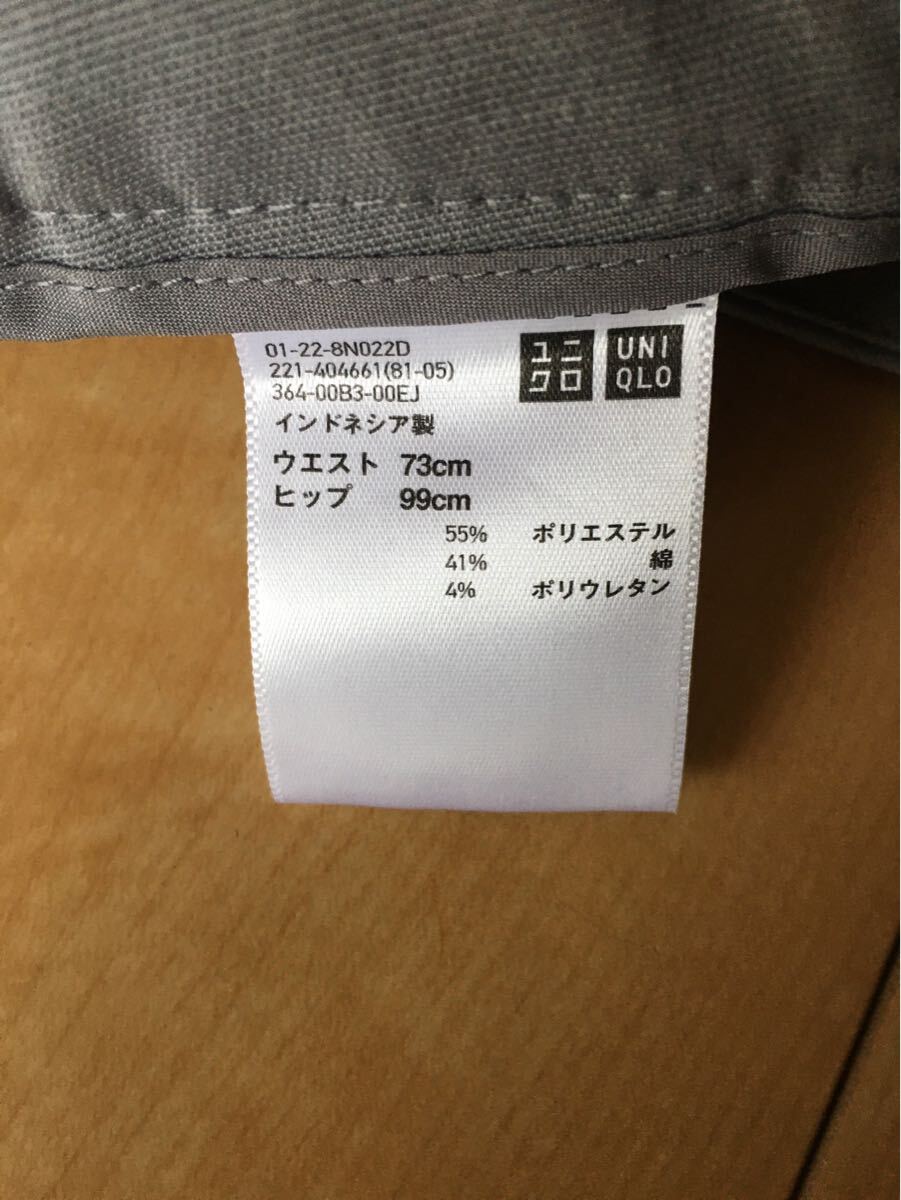 01-22-8N022D
221-404661(81-05)
364-00B3-00EJ
インドネシア製
ユニ
クロ
UNI
QLO
ウエスト 73cm
ヒップ 99cm
55% ポリエステル
41% 綿
4% ポリウレタン